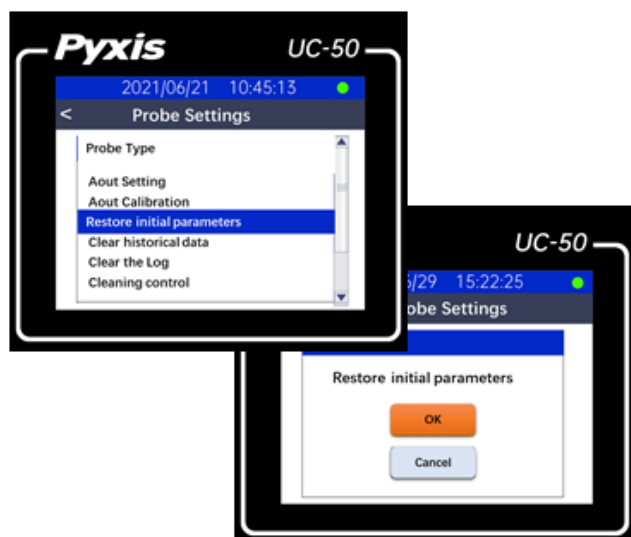 Pyxis UC-50
2021/06/21 10:45:13
< Probe Settings
Probe Type
Aout Setting
Aout Calibration
Restore initial parameters
Clear historical data
Clear the Log
Cleaning control
UC-50
/29 15:22:25
obe Settings
Restore initial parameters
OK
Cancel